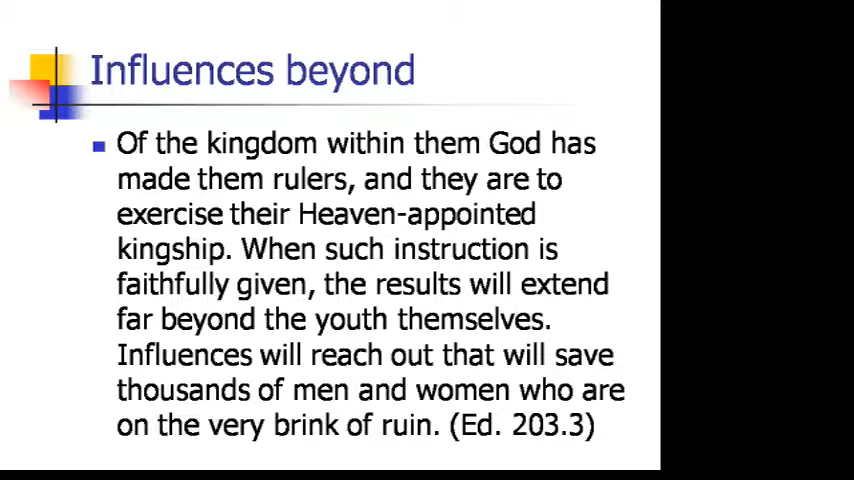 Influences beyond
Of the kingdom within them God has
made them rulers, and they are to
exercise their Heaven-appointed
kingship. When such instruction is
faithfully given, the results will extend
far beyond the youth themselves.
Influences will reach out that will save
thousands of men and women who are
on the very brink of ruin. (Ed. 203.3)